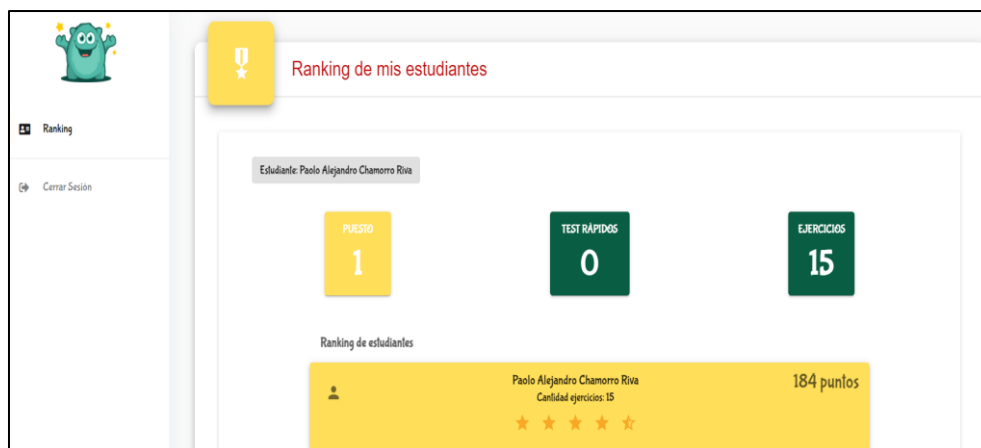 Ranking de mis estudiantes
Ranking
Cerrar Sesión
Estudiante: Paolo Alejandro Chamorro Riva
PUESTO
1
TEST RÁPIDOS
0
EJERCICIOS
15
Ranking de estudiantes
Paolo Alejandro Chamorro Riva
184 puntos
Cantidad ejercicios: 15